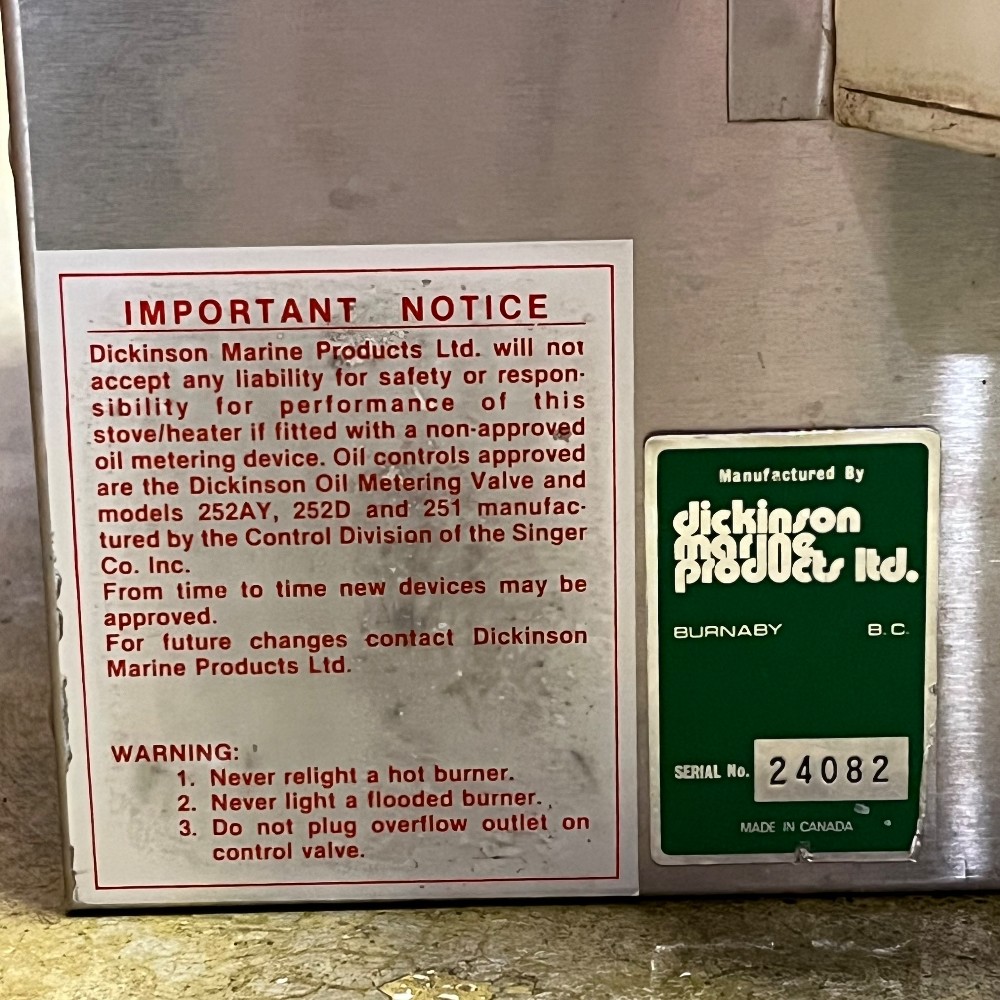 IMPORTANT NOTICE
Dickinson Marine Products Ltd. will not
accept any liability for safety or respon-
sibility for performance of this
stove/heater if fitted with a non-approved
oil metering device. Oil controls approved
are the Dickinson Oil Metering Valve and
models 252AY, 252D and 251 manufac-
tured by the Control Division of the Singer
Co. Inc.
From time to time new devices may be
approved.
For future changes contact Dickinson
Marine Products Ltd.
WARNING:
1. Never relight a hot burner.
2. Never light a flooded burner.
3. Do not plug overflow outlet on
control valve.
Manufactured By
dickinson
marine
products ltd.
BURNABY B.C.
SERIAL No. 24082
MADE IN CANADA